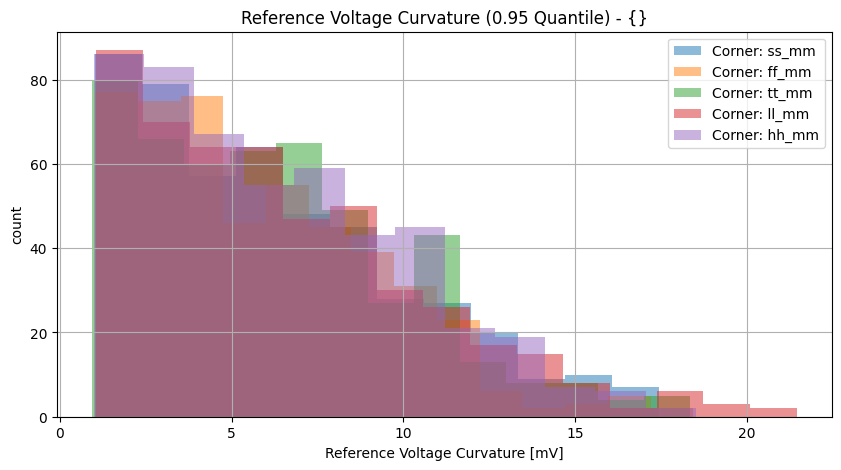 Reference Voltage Curvature (0.95 Quantile) - {}
Corner: ss_mm
Corner: ff_mm
Corner: tt_mm
Corner: ll_mm
Corner: hh_mm
count
80
60
40
20
0
0 5 10 15 20
Reference Voltage Curvature [mV]